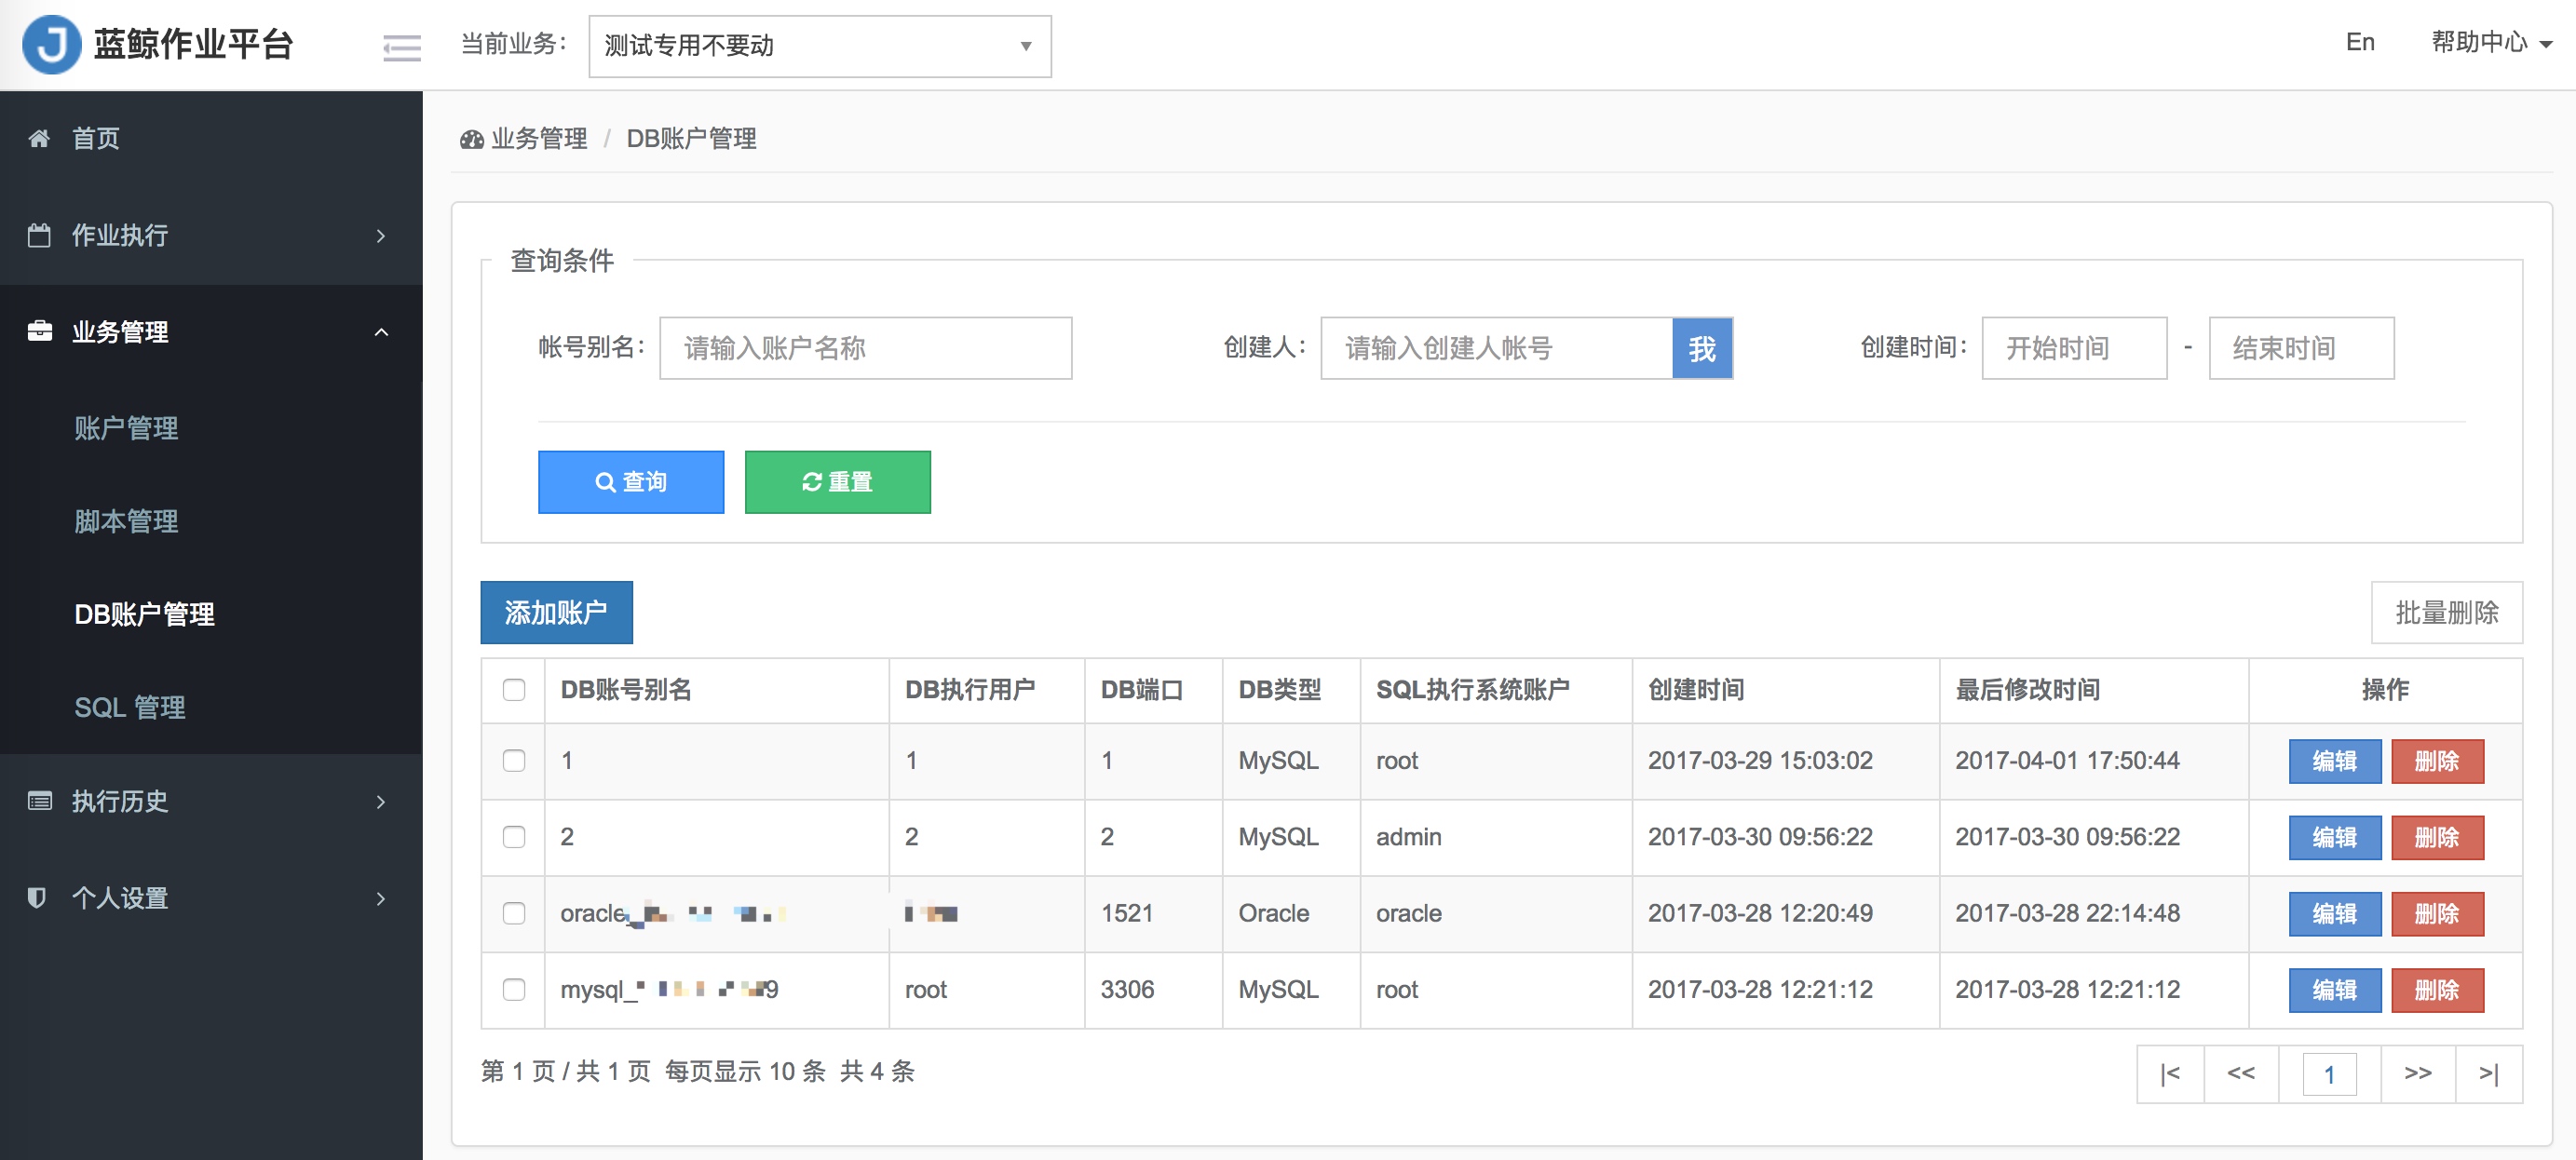 蓝鲸作业平台 当前业务： 测试专用不要动 En 帮助中心
首页
作业执行
业务管理
账户管理
脚本管理
DB账户管理
SQL 管理
执行历史
个人设置
业务管理 / DB账户管理
查询条件
帐号别名： 请输入账户名称 创建人： 请输入创建人帐号 我 创建时间： 开始时间 - 结束时间
查询 重置
添加账户 批量删除
DB账号别名 DB执行用户 DB端口 DB类型 SQL执行系统账户 创建时间 最后修改时间 操作
1 1 1 MySQL root 2017-03-29 15:03:02 2017-04-01 17:50:44 编辑 删除
2 2 2 MySQL admin 2017-03-30 09:56:22 2017-03-30 09:56:22 编辑 删除
oracle 1521 Oracle oracle 2017-03-28 12:20:49 2017-03-28 22:14:48 编辑 删除
mysql_ 9 root 3306 MySQL root 2017-03-28 12:21:12 2017-03-28 12:21:12 编辑 删除
第 1 页 / 共 1 页 每页显示 10 条 共 4 条 |< << 1 >> >|